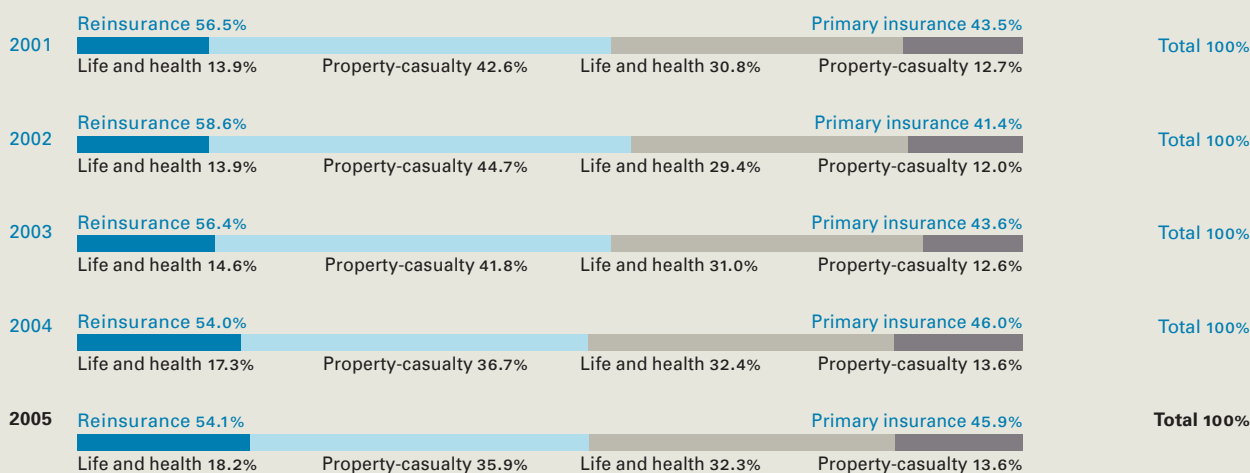 Reinsurance 56.5% Primary insurance 43.5%
2001 Total 100%
Life and health 13.9% Property-casualty 42.6% Life and health 30.8% Property-casualty 12.7%
Reinsurance 58.6% Primary insurance 41.4%
2002 Total 100%
Life and health 13.9% Property-casualty 44.7% Life and health 29.4% Property-casualty 12.0%
Reinsurance 56.4% Primary insurance 43.6%
2003 Total 100%
Life and health 14.6% Property-casualty 41.8% Life and health 31.0% Property-casualty 12.6%
Reinsurance 54.0% Primary insurance 46.0%
2004 Total 100%
Life and health 17.3% Property-casualty 36.7% Life and health 32.4% Property-casualty 13.6%
2005 Reinsurance 54.1% Primary insurance 45.9% Total 100%
Life and health 18.2% Property-casualty 35.9% Life and health 32.3% Property-casualty 13.6%